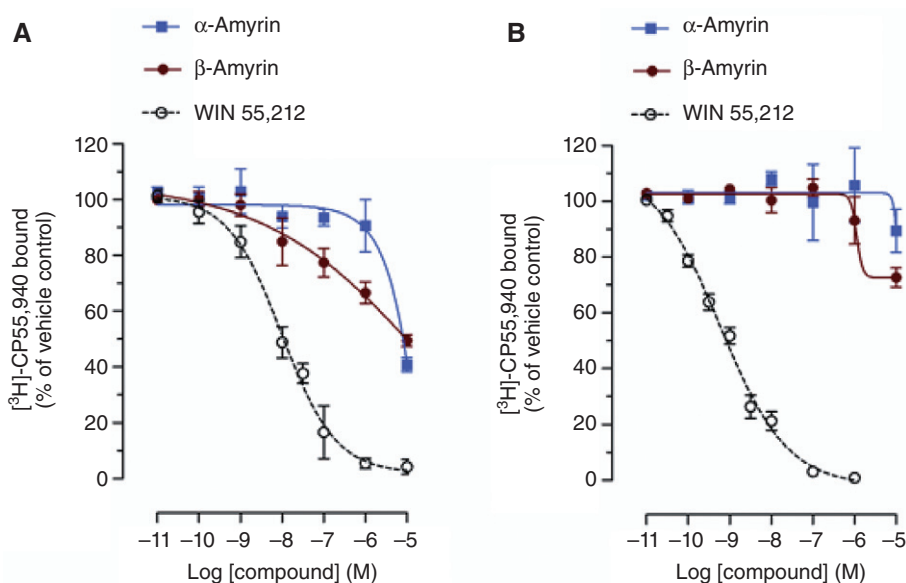 A
α-Amyrin
β-Amyrin
WIN 55,212
120
100
80
60
40
20
0
[³H]-CP55,940 bound
(% of vehicle control)
–11 –10 –9 –8 –7 –6 –5
Log [compound] (M)
B
α-Amyrin
β-Amyrin
WIN 55,212
120
100
80
60
40
20
0
[³H]-CP55,940 bound
(% of vehicle control)
–11 –10 –9 –8 –7 –6 –5
Log [compound] (M)